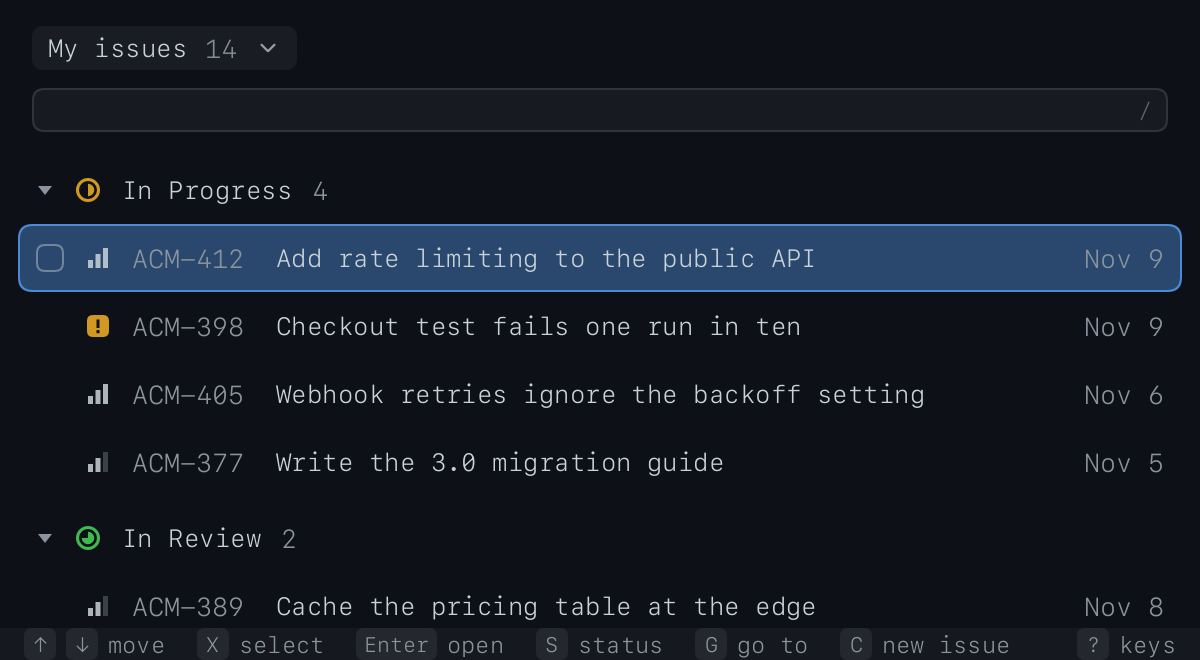 My issues 14
/
In Progress 4
ACM–412 Add rate limiting to the public API Nov 9
! ACM–398 Checkout test fails one run in ten Nov 9
ACM–405 Webhook retries ignore the backoff setting Nov 6
ACM–377 Write the 3.0 migration guide Nov 5
In Review 2
ACM–389 Cache the pricing table at the edge Nov 8
↑ ↓ move X select Enter open S status G go to C new issue ? keys